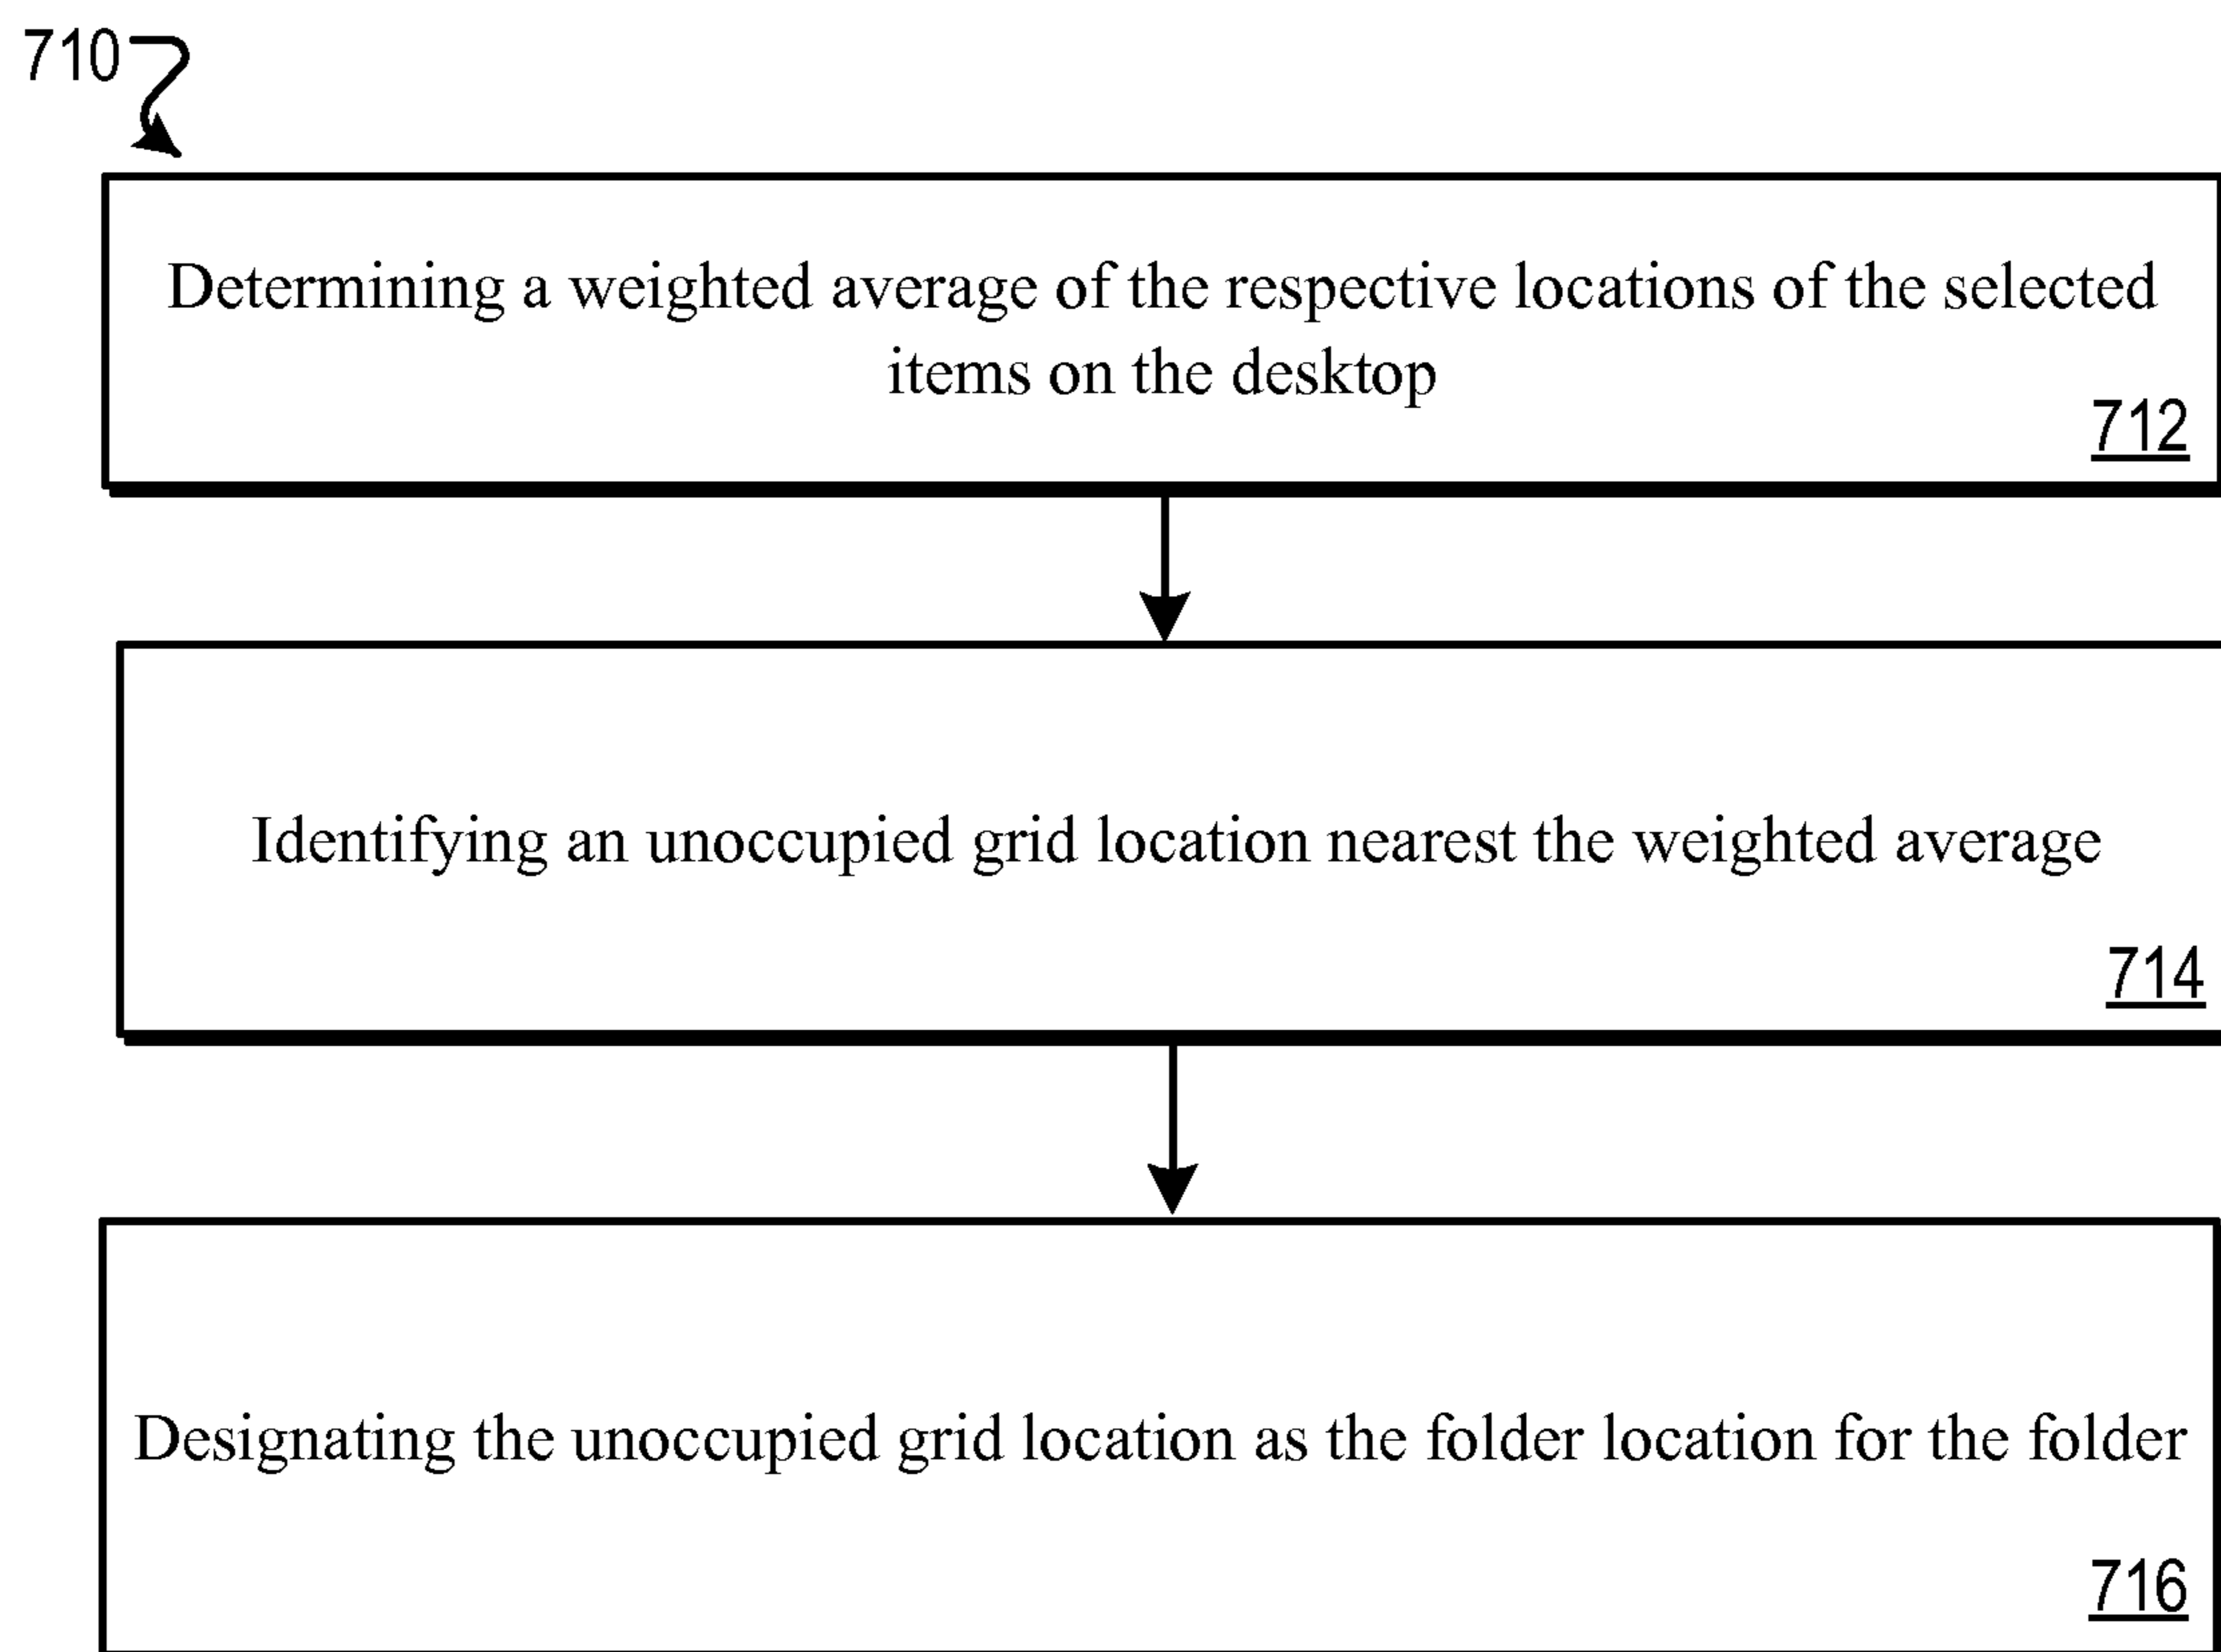 710
Determining a weighted average of the respective locations of the selected
items on the desktop
712
Identifying an unoccupied grid location nearest the weighted average
714
Designating the unoccupied grid location as the folder location for the folder
716